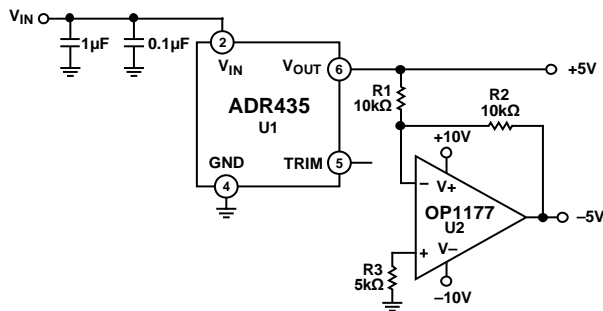 VIN
1µF
0.1µF
2
VIN
VOUT
6
+5V
ADR435
U1
R1
10kΩ
R2
10kΩ
GND
TRIM
5
4
+10V
−
V+
OP1177
U2
−5V
+
V−
R3
5kΩ
−10V